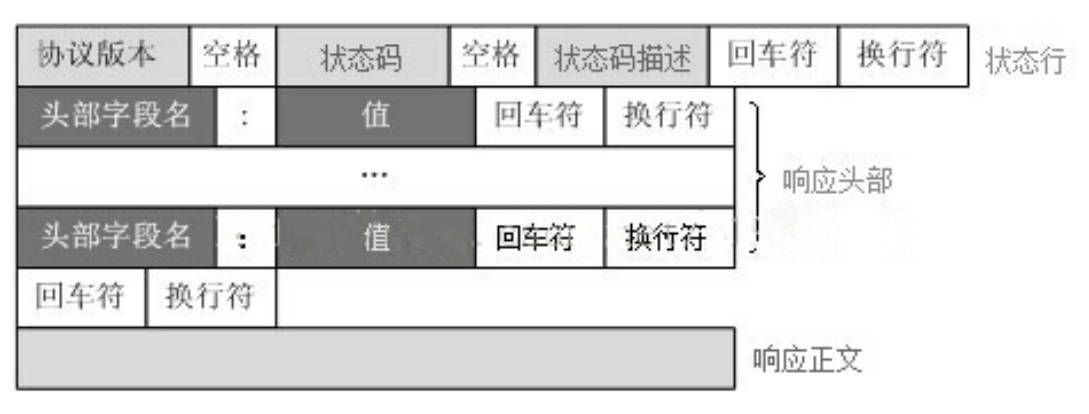 协议版本 空格 状态码 空格 状态码描述 回车符 换行符 状态行
头部字段名 : 值 回车符 换行符
...
响应头部
头部字段名 : 值 回车符 换行符
回车符 换行符
响应正文